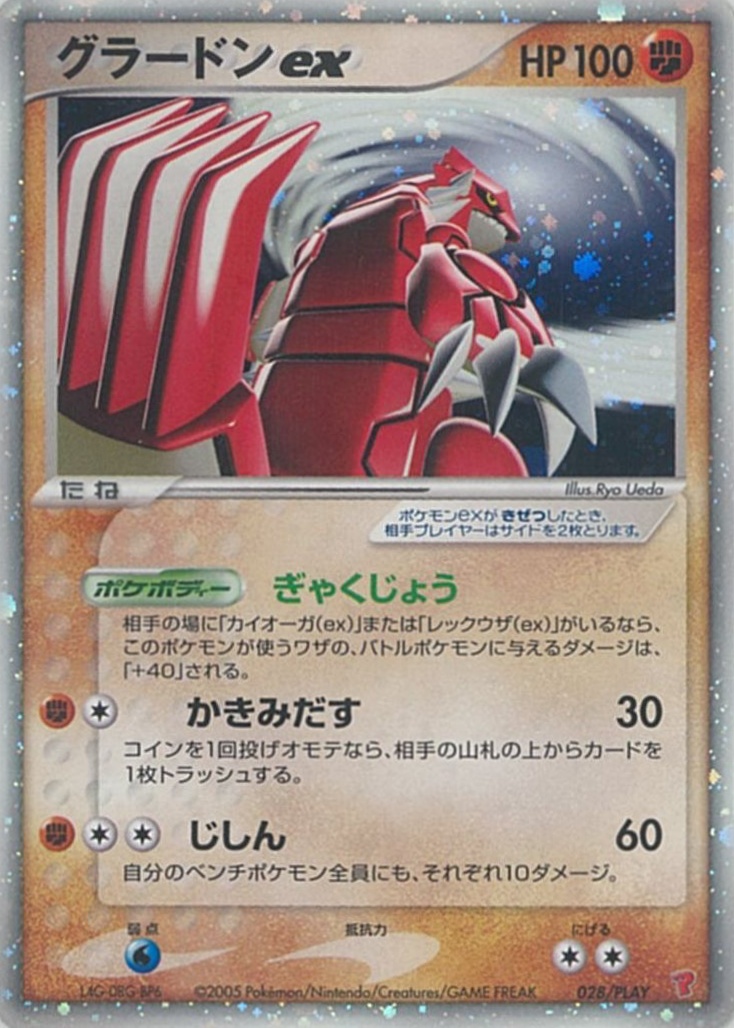 グラードンex HP100
たね Illus.Ryo Ueda
ポケモンexが きぜつしたとき、
相手プレイヤーはサイドを2枚とります。
ポケボディー ぎゃくじょう
相手の場に「カイオーガ(ex)」または「レックウザ(ex)」がいるなら、
このポケモンが使うワザの、バトルポケモンに与えるダメージは、
「+40」される。
かきみだす 30
コインを1回投げオモテなら、相手の山札の上からカードを
1枚トラッシュする。
じしん 60
自分のベンチポケモン全員にも、それぞれ10ダメージ。
弱点 抵抗力 にげる
©2005 Pokémon/Nintendo/Creatures/GAME FREAK 028/PLAY